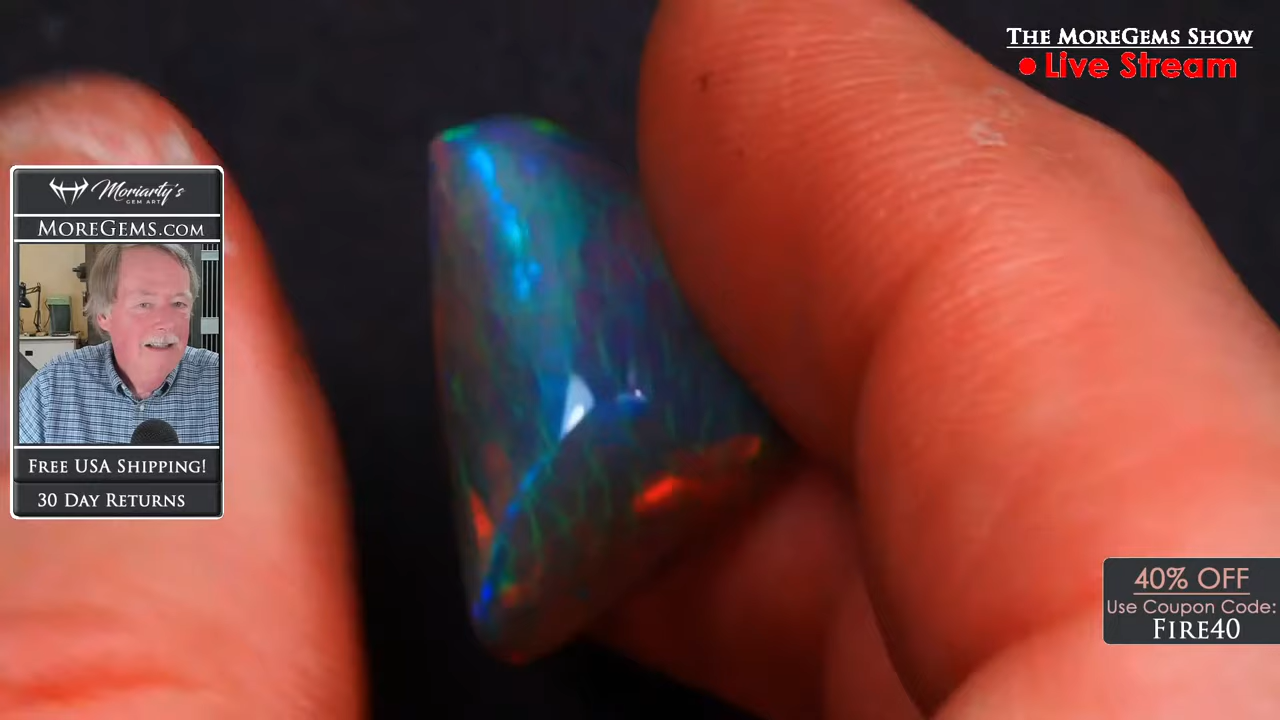 THE MOREGEMS SHOW
Live Stream
Moriarty's
GEM ART
MOREGEMS.COM
FREE USA SHIPPING!
30 DAY RETURNS
40% OFF
Use Coupon Code:
FIRE40